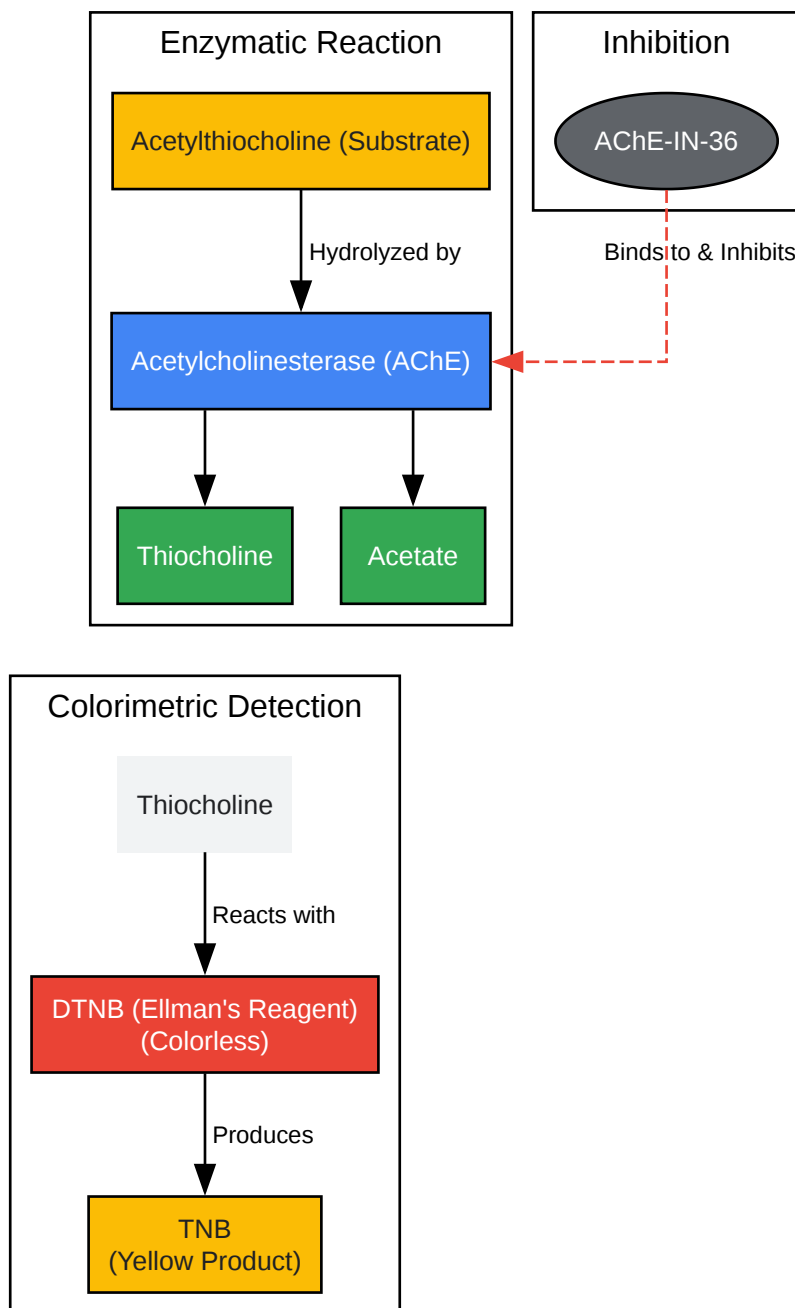 Enzymatic Reaction
Inhibition
Acetylthiocholine (Substrate)
AChE-IN-36
Hydrolyzed by
Binds to & Inhibits
Acetylcholinesterase (AChE)
Thiocholine
Acetate
Colorimetric Detection
Thiocholine
Reacts with
DTNB (Ellman's Reagent)
(Colorless)
Produces
TNB
(Yellow Product)